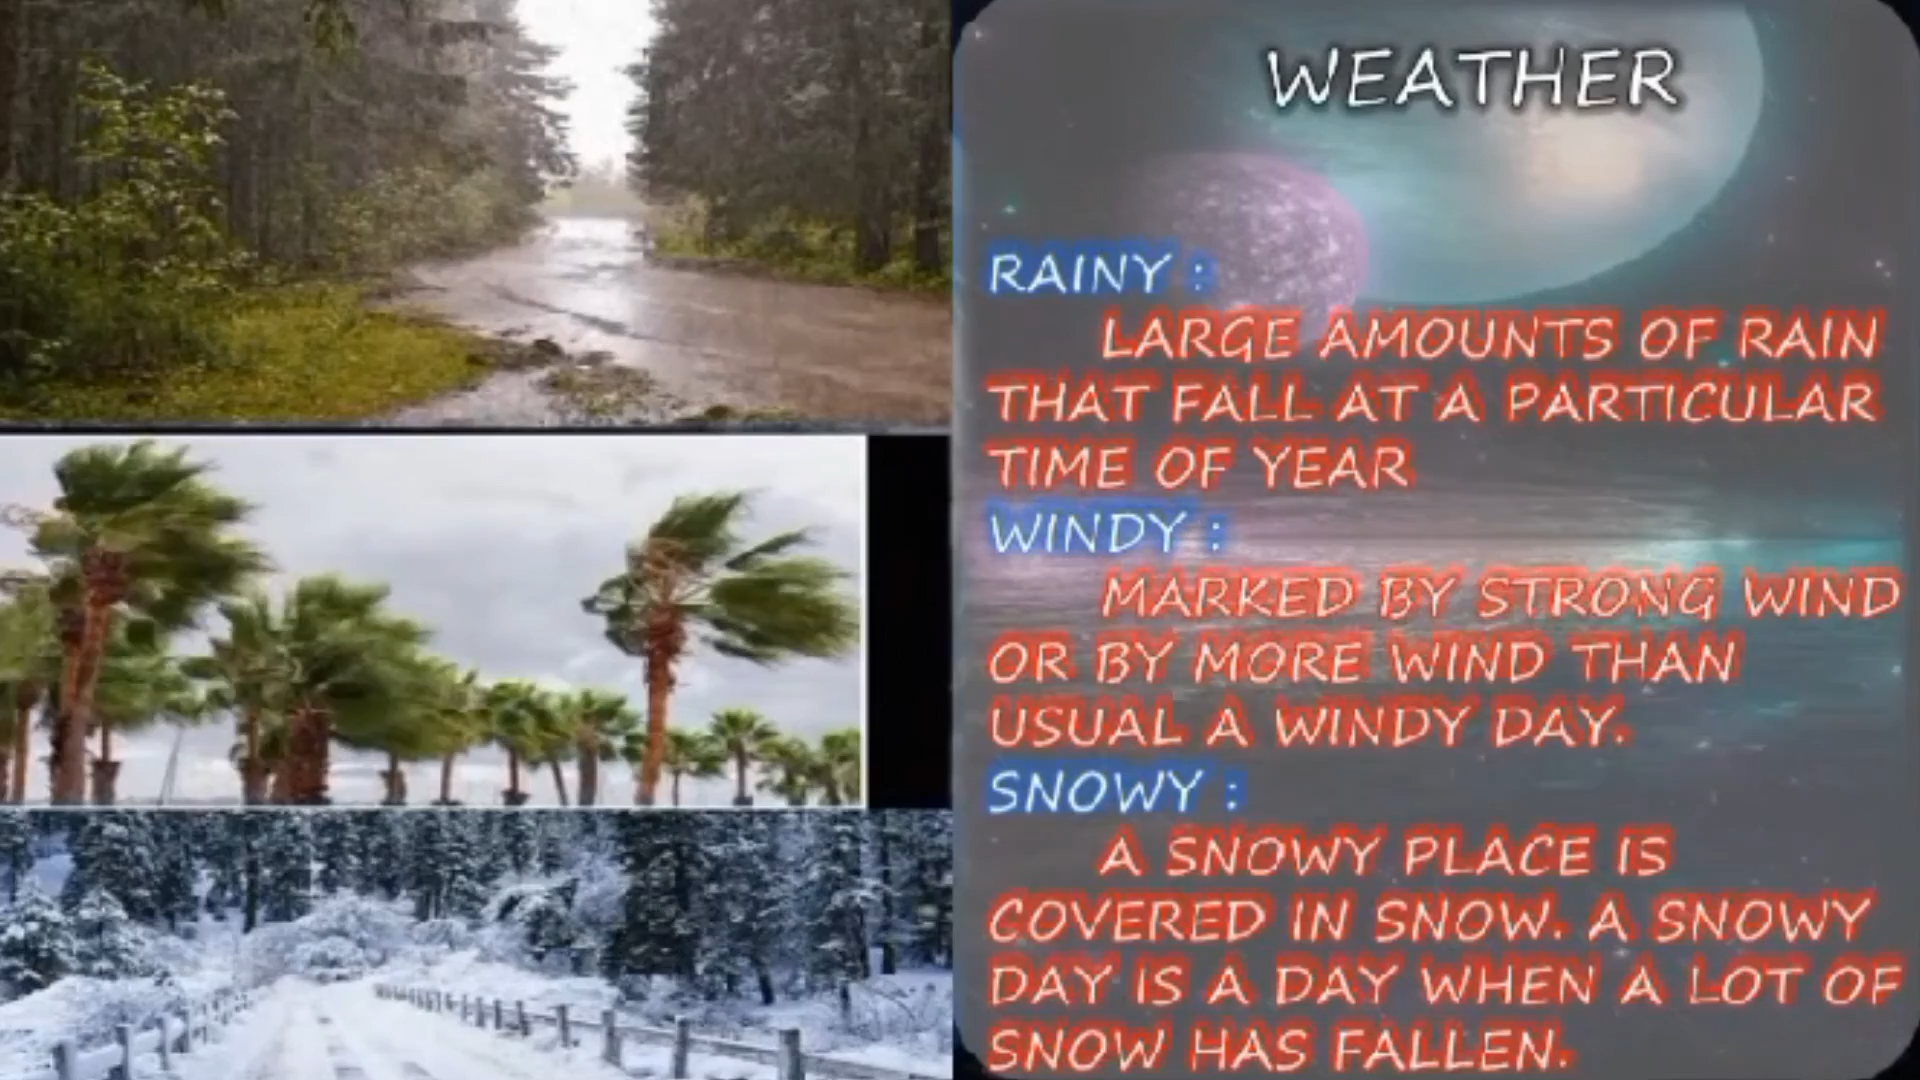 WEATHER
RAINY :
LARGE AMOUNTS OF RAIN
THAT FALL AT A PARTICULAR
TIME OF YEAR
WINDY :
MARKED BY STRONG WIND
OR BY MORE WIND THAN
USUAL A WINDY DAY.
SNOWY :
A SNOWY PLACE IS
COVERED IN SNOW. A SNOWY
DAY IS A DAY WHEN A LOT OF
SNOW HAS FALLEN.